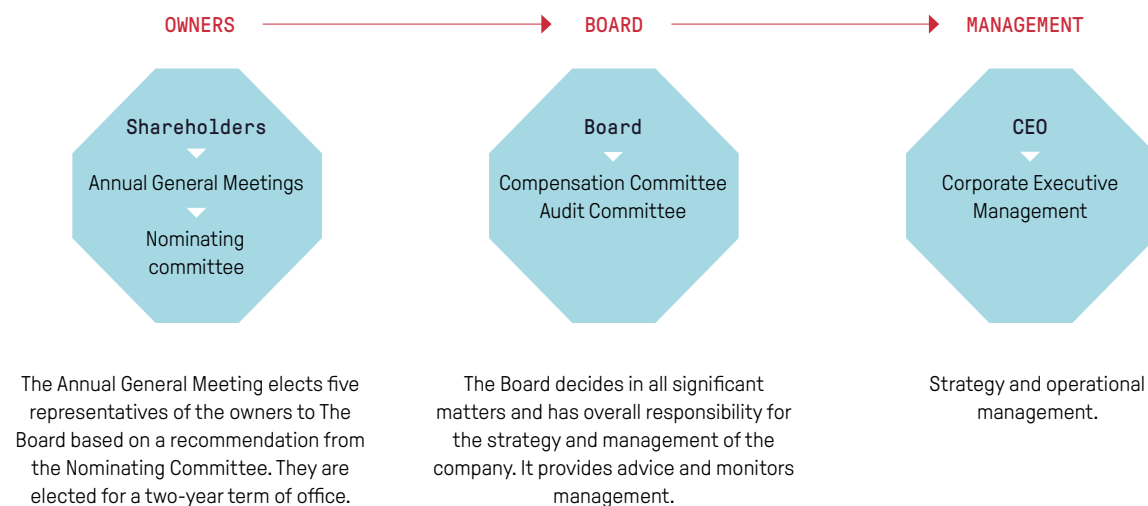 OWNERS
BOARD
MANAGEMENT
Shareholders
Annual General Meetings
Nominating
committee
Board
Compensation Committee
Audit Committee
CEO
Corporate Executive
Management
The Annual General Meeting elects five
representatives of the owners to The
Board based on a recommendation from
the Nominating Committee. They are
elected for a two-year term of office.
The Board decides in all significant
matters and has overall responsibility for
the strategy and management of the
company. It provides advice and monitors
management.
Strategy and operational
management.